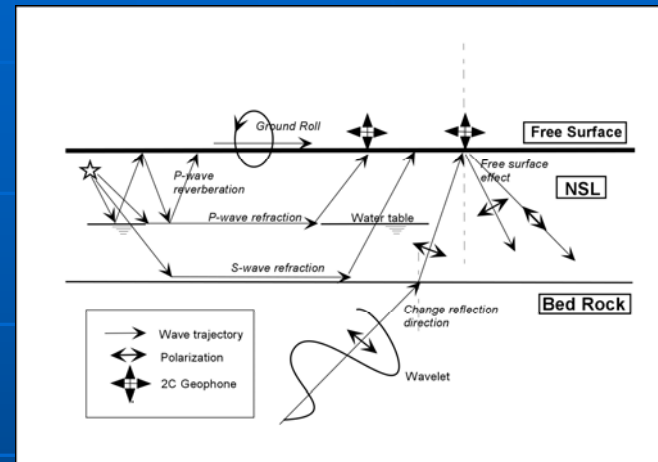 Ground Roll
Free Surface
P-wave
reverberation
Free surface
effect
NSL
P-wave refraction
Water table
S-wave refraction
Change reflection
direction
Bed Rock
Wave trajectory
Polarization
2C Geophone
Wavelet